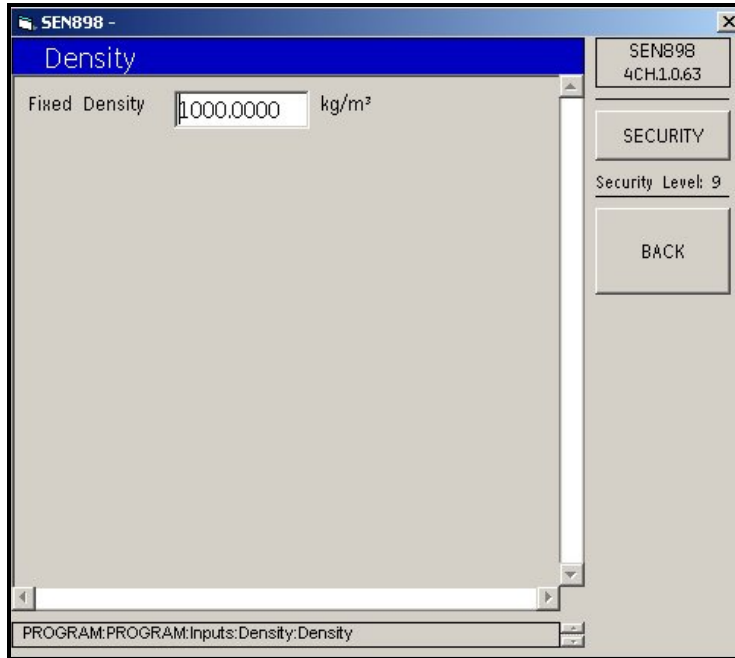 SEN898 -
Density
Fixed Density 1000.0000 kg/m³
SEN898
4CH.1.0.63
SECURITY
Security Level: 9
BACK
PROGRAM:PROGRAM:Inputs:Density:Density